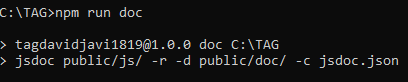 C:\TAG>npm run doc
> tagdavidjavi1819@1.0.0 doc C:\TAG
> jsdoc public/js/ -r -d public/doc/ -c jsdoc.json